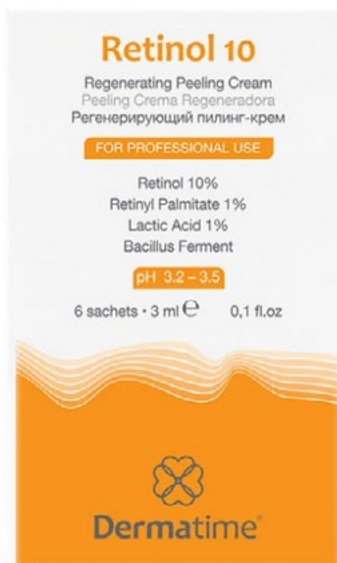 Retinol 10
Regenerating Peeling Cream
Peeling Crema Regeneradora
Регенерирующий пилинг-крем
FOR PROFESSIONAL USE
Retinol 10%
Retinyl Palmitate 1%
Lactic Acid 1%
Bacillus Ferment
pH 3.2 – 3.5
6 sachets • 3 ml ℮ 0,1 fl.oz
Dermatime®